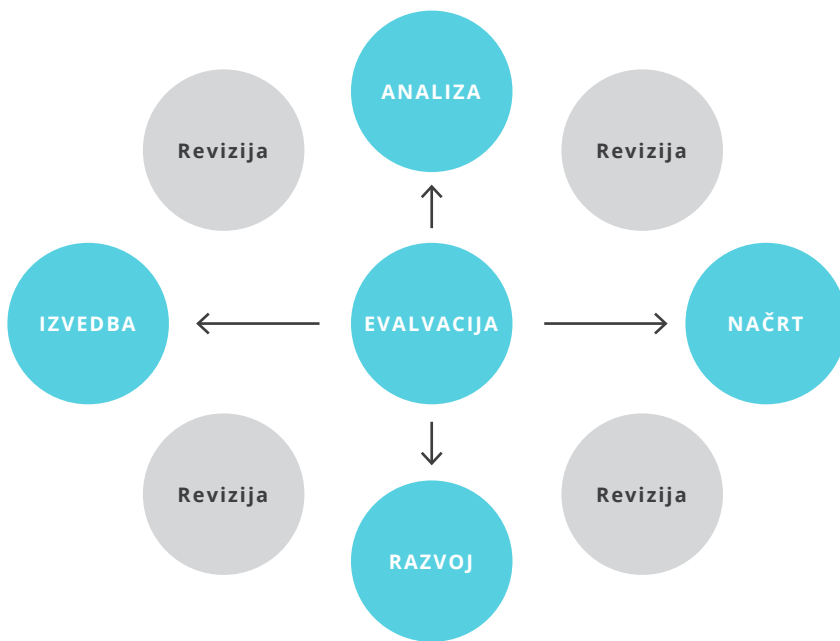 ANALIZA
Revizija
Revizija
IZVEDBA
EVALVACIJA
NAČRT
Revizija
Revizija
RAZVOJ